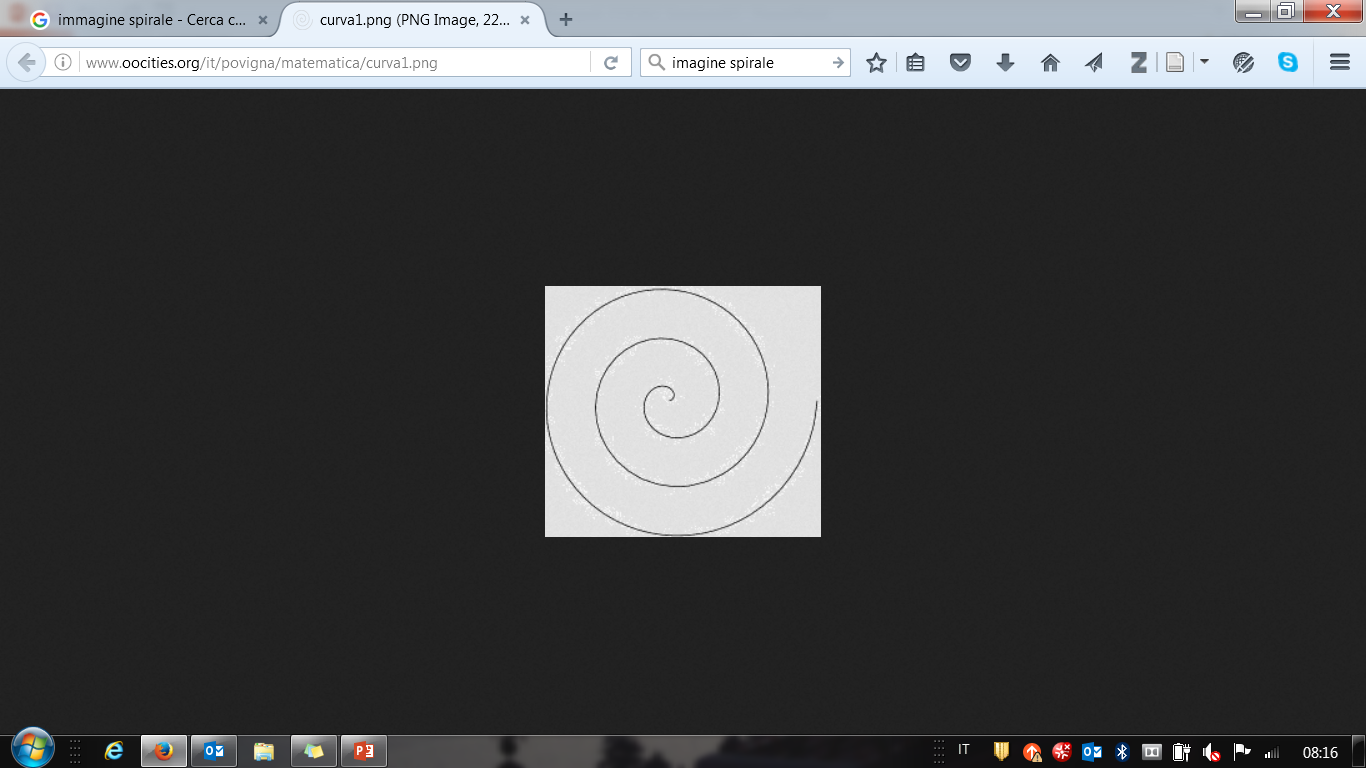 immagine spirale - Cerca c...
curva1.png (PNG Image, 22...
www.oocities.org/it/povigna/matematica/curva1.png
imagine spirale
IT
08:16